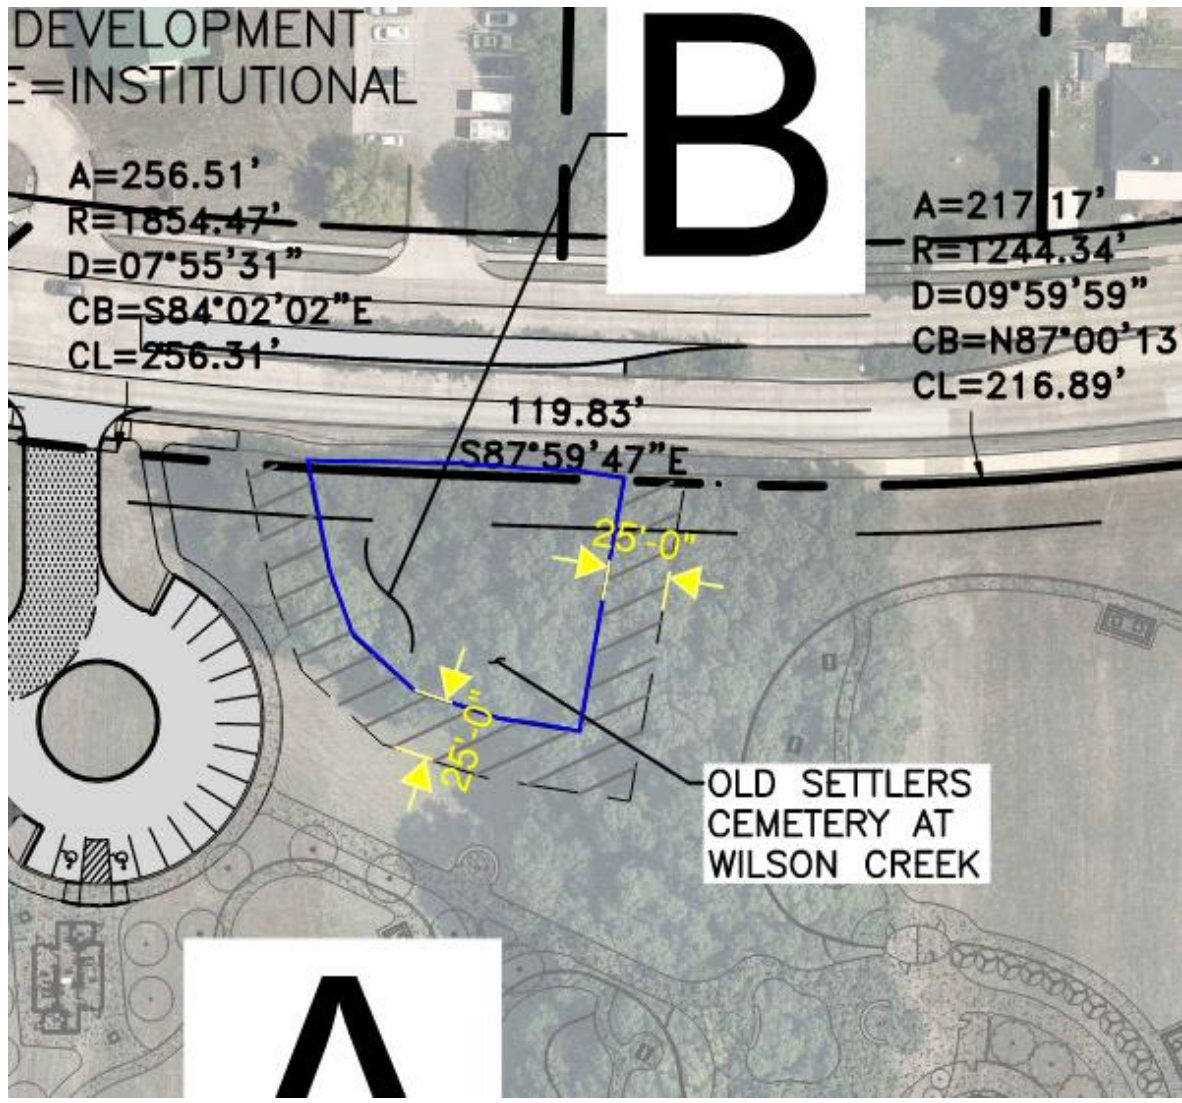 DEVELOPMENT
E=INSTITUTIONAL
B
A=256.51'
R=1854.47'
D=07°55'31"
CB=S84°02'02"E
CL=256.31'
A=217.17'
R=1244.34'
D=09°59'59"
CB=N87°00'13
CL=216.89'
119.83'
S87°59'47"E
25'-0"
25'-0"
OLD SETTLERS
CEMETERY AT
WILSON CREEK
A